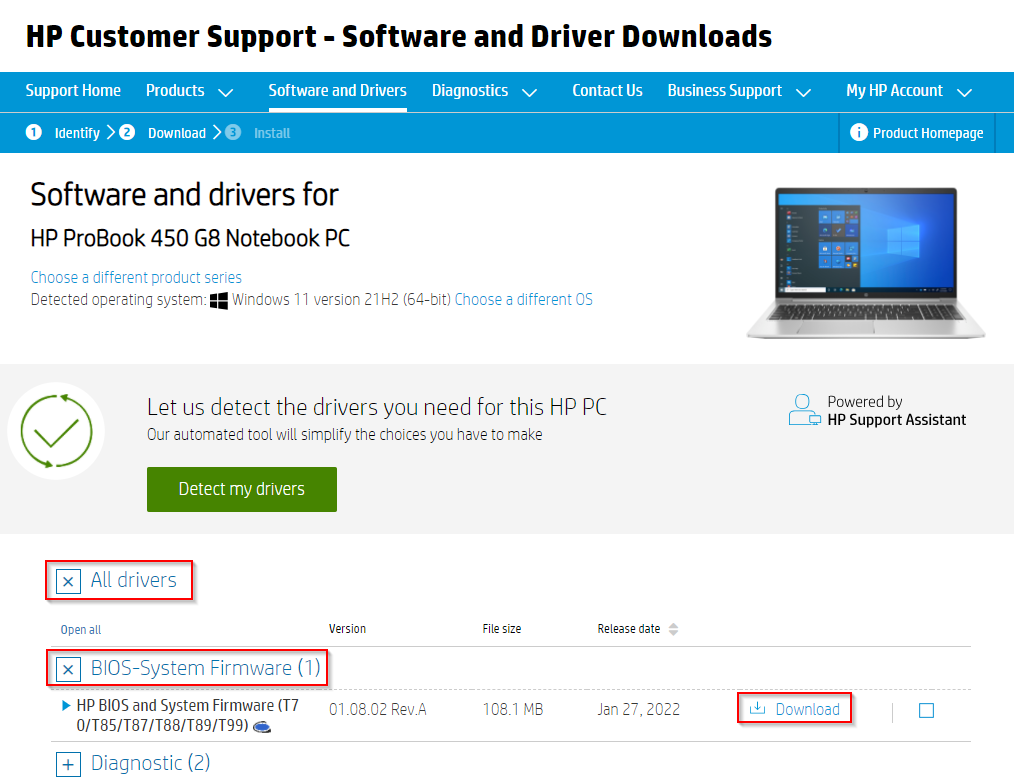 HP Customer Support - Software and Driver Downloads
Support Home Products Software and Drivers Diagnostics Contact Us Business Support My HP Account
1 Identify 2 Download 3 Install Product Homepage
Software and drivers for
HP ProBook 450 G8 Notebook PC
Choose a different product series
Detected operating system: Windows 11 version 21H2 (64-bit) Choose a different OS
Let us detect the drivers you need for this HP PC
Our automated tool will simplify the choices you have to make
Powered by
HP Support Assistant
Detect my drivers
All drivers
Open all Version File size Release date
BIOS-System Firmware (1)
HP BIOS and System Firmware (T7
0/T85/T87/T88/T89/T99) 01.08.02 Rev.A 108.1 MB Jan 27, 2022 Download
Diagnostic (2)